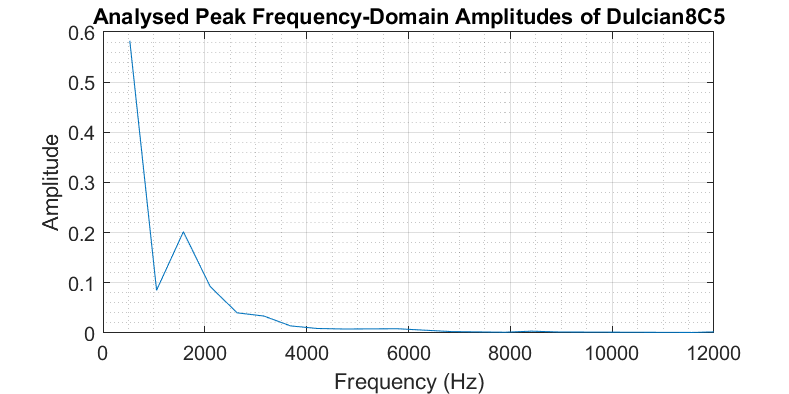 Analysed Peak Frequency-Domain Amplitudes of Dulcian8C5
0.6
0.5
0.4
0.3
0.2
0.1
0
Amplitude
0 2000 4000 6000 8000 10000 12000
Frequency (Hz)